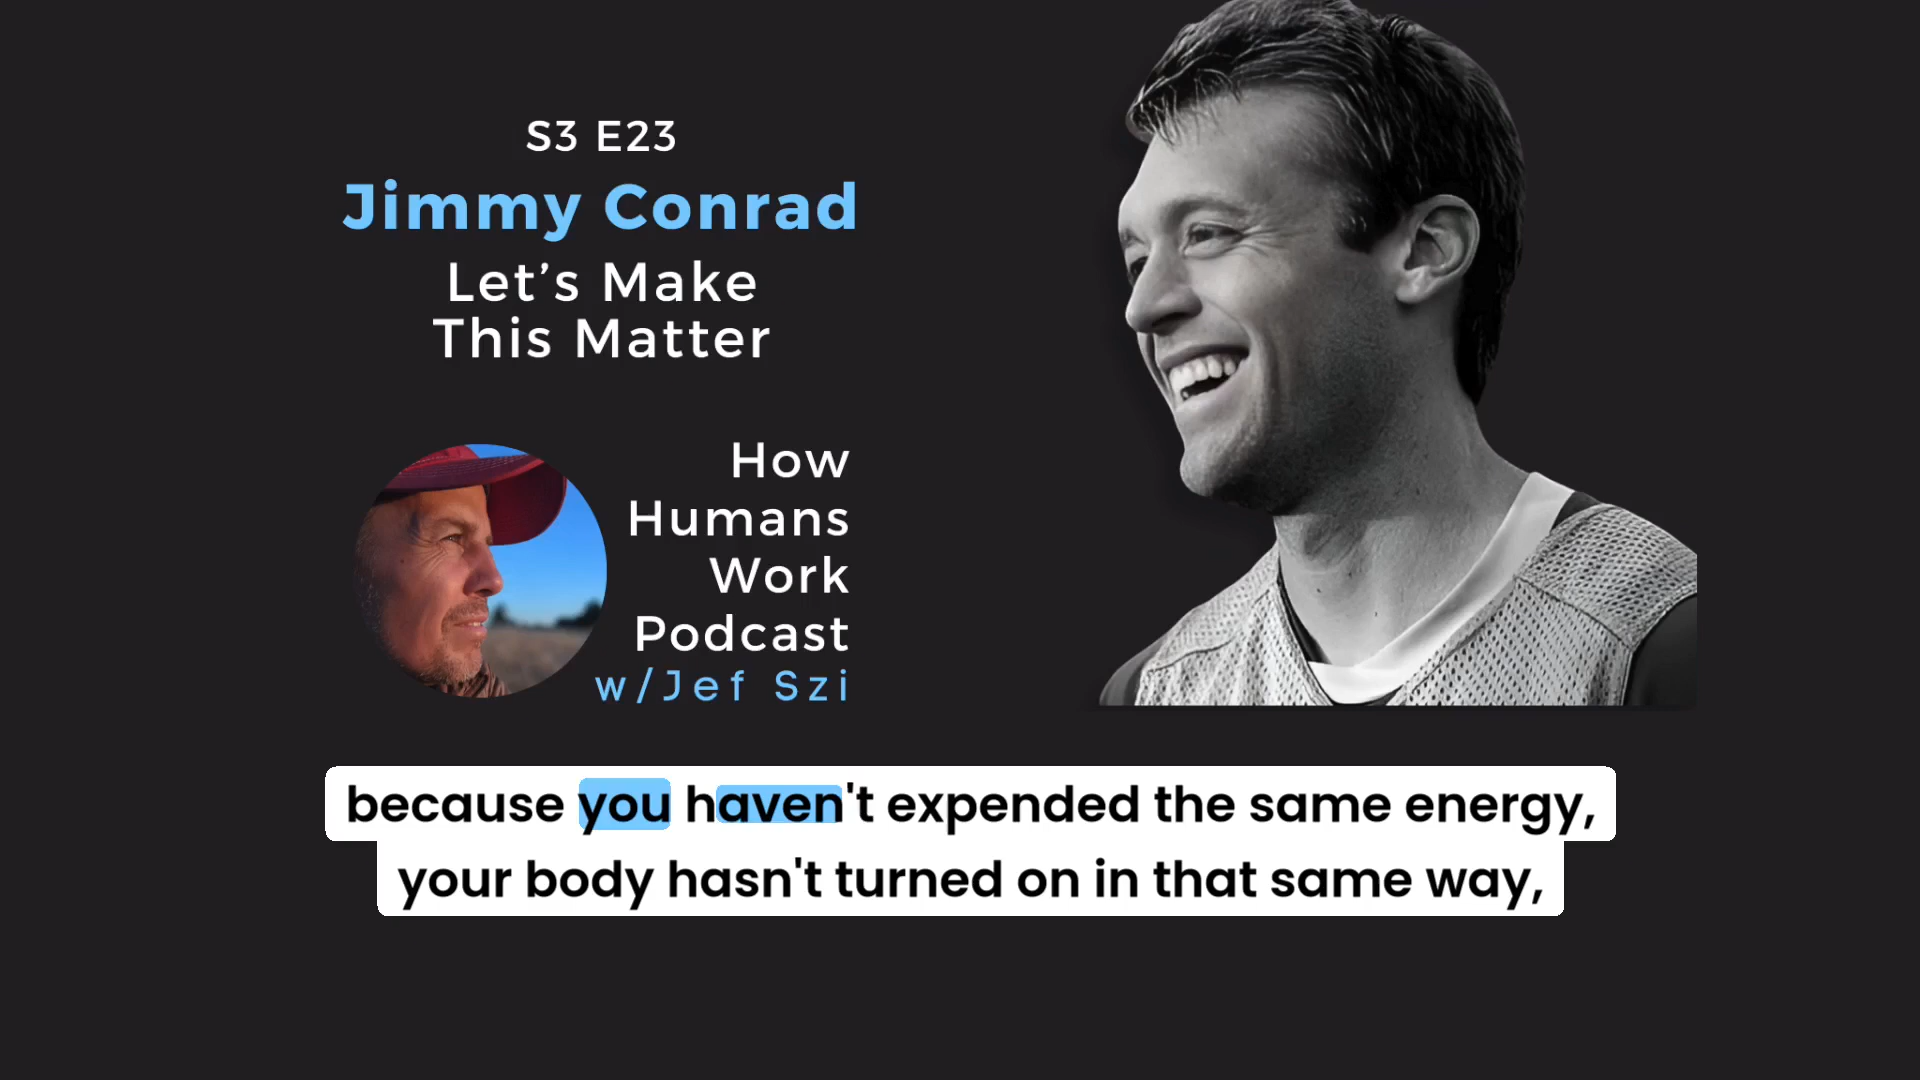 S3 E23
Jimmy Conrad
Let’s Make
This Matter
How
Humans
Work
Podcast
w/Jef Szi
because you haven't expended the same energy,
your body hasn't turned on in that same way,